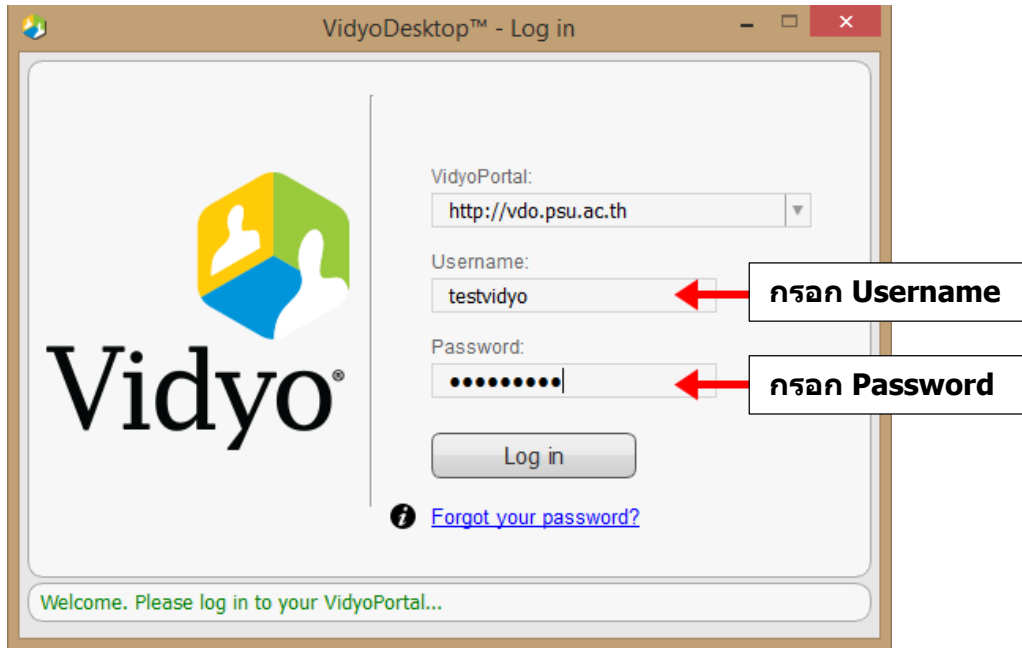 VidyoDesktop™ - Log in
VidyoPortal:
http://vdo.psu.ac.th
Username:
testvidyo
กรอก Username
Password:
•••••••••
กรอก Password
Vidyo®
Log in
Forgot your password?
Welcome. Please log in to your VidyoPortal...